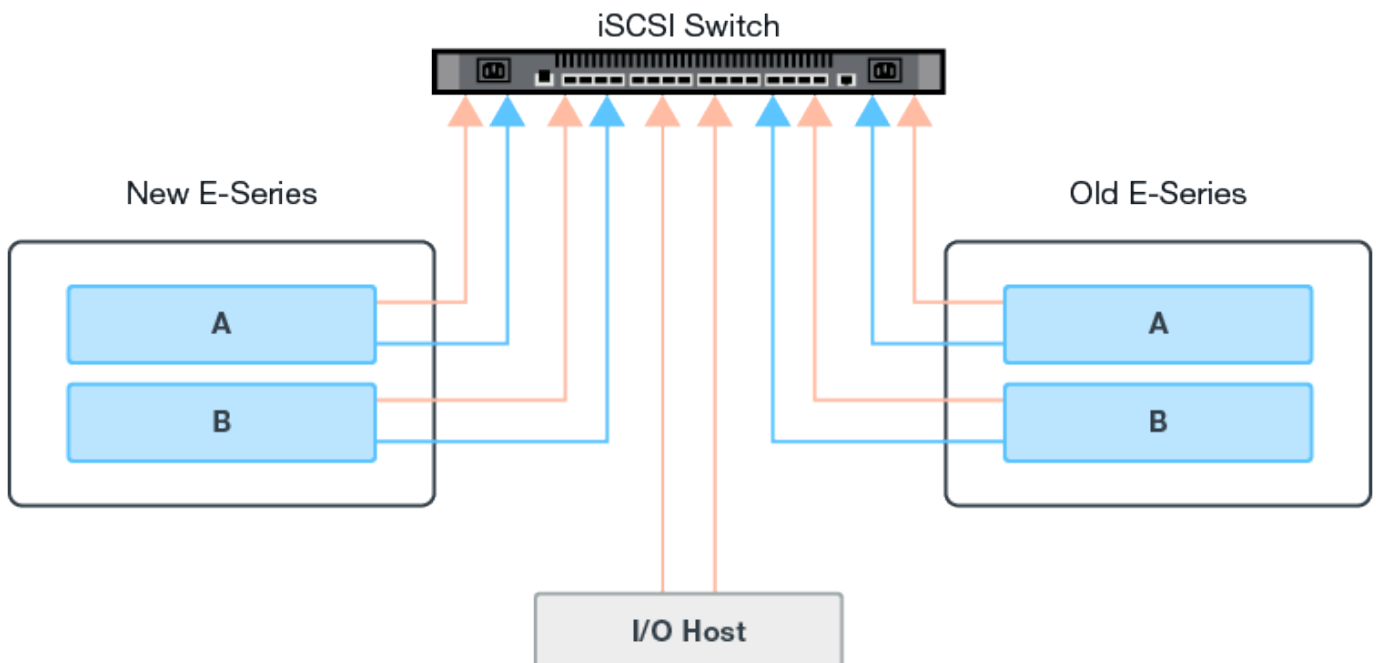 iSCSI Switch
New E-Series
Old E-Series
A
A
B
B
I/O Host